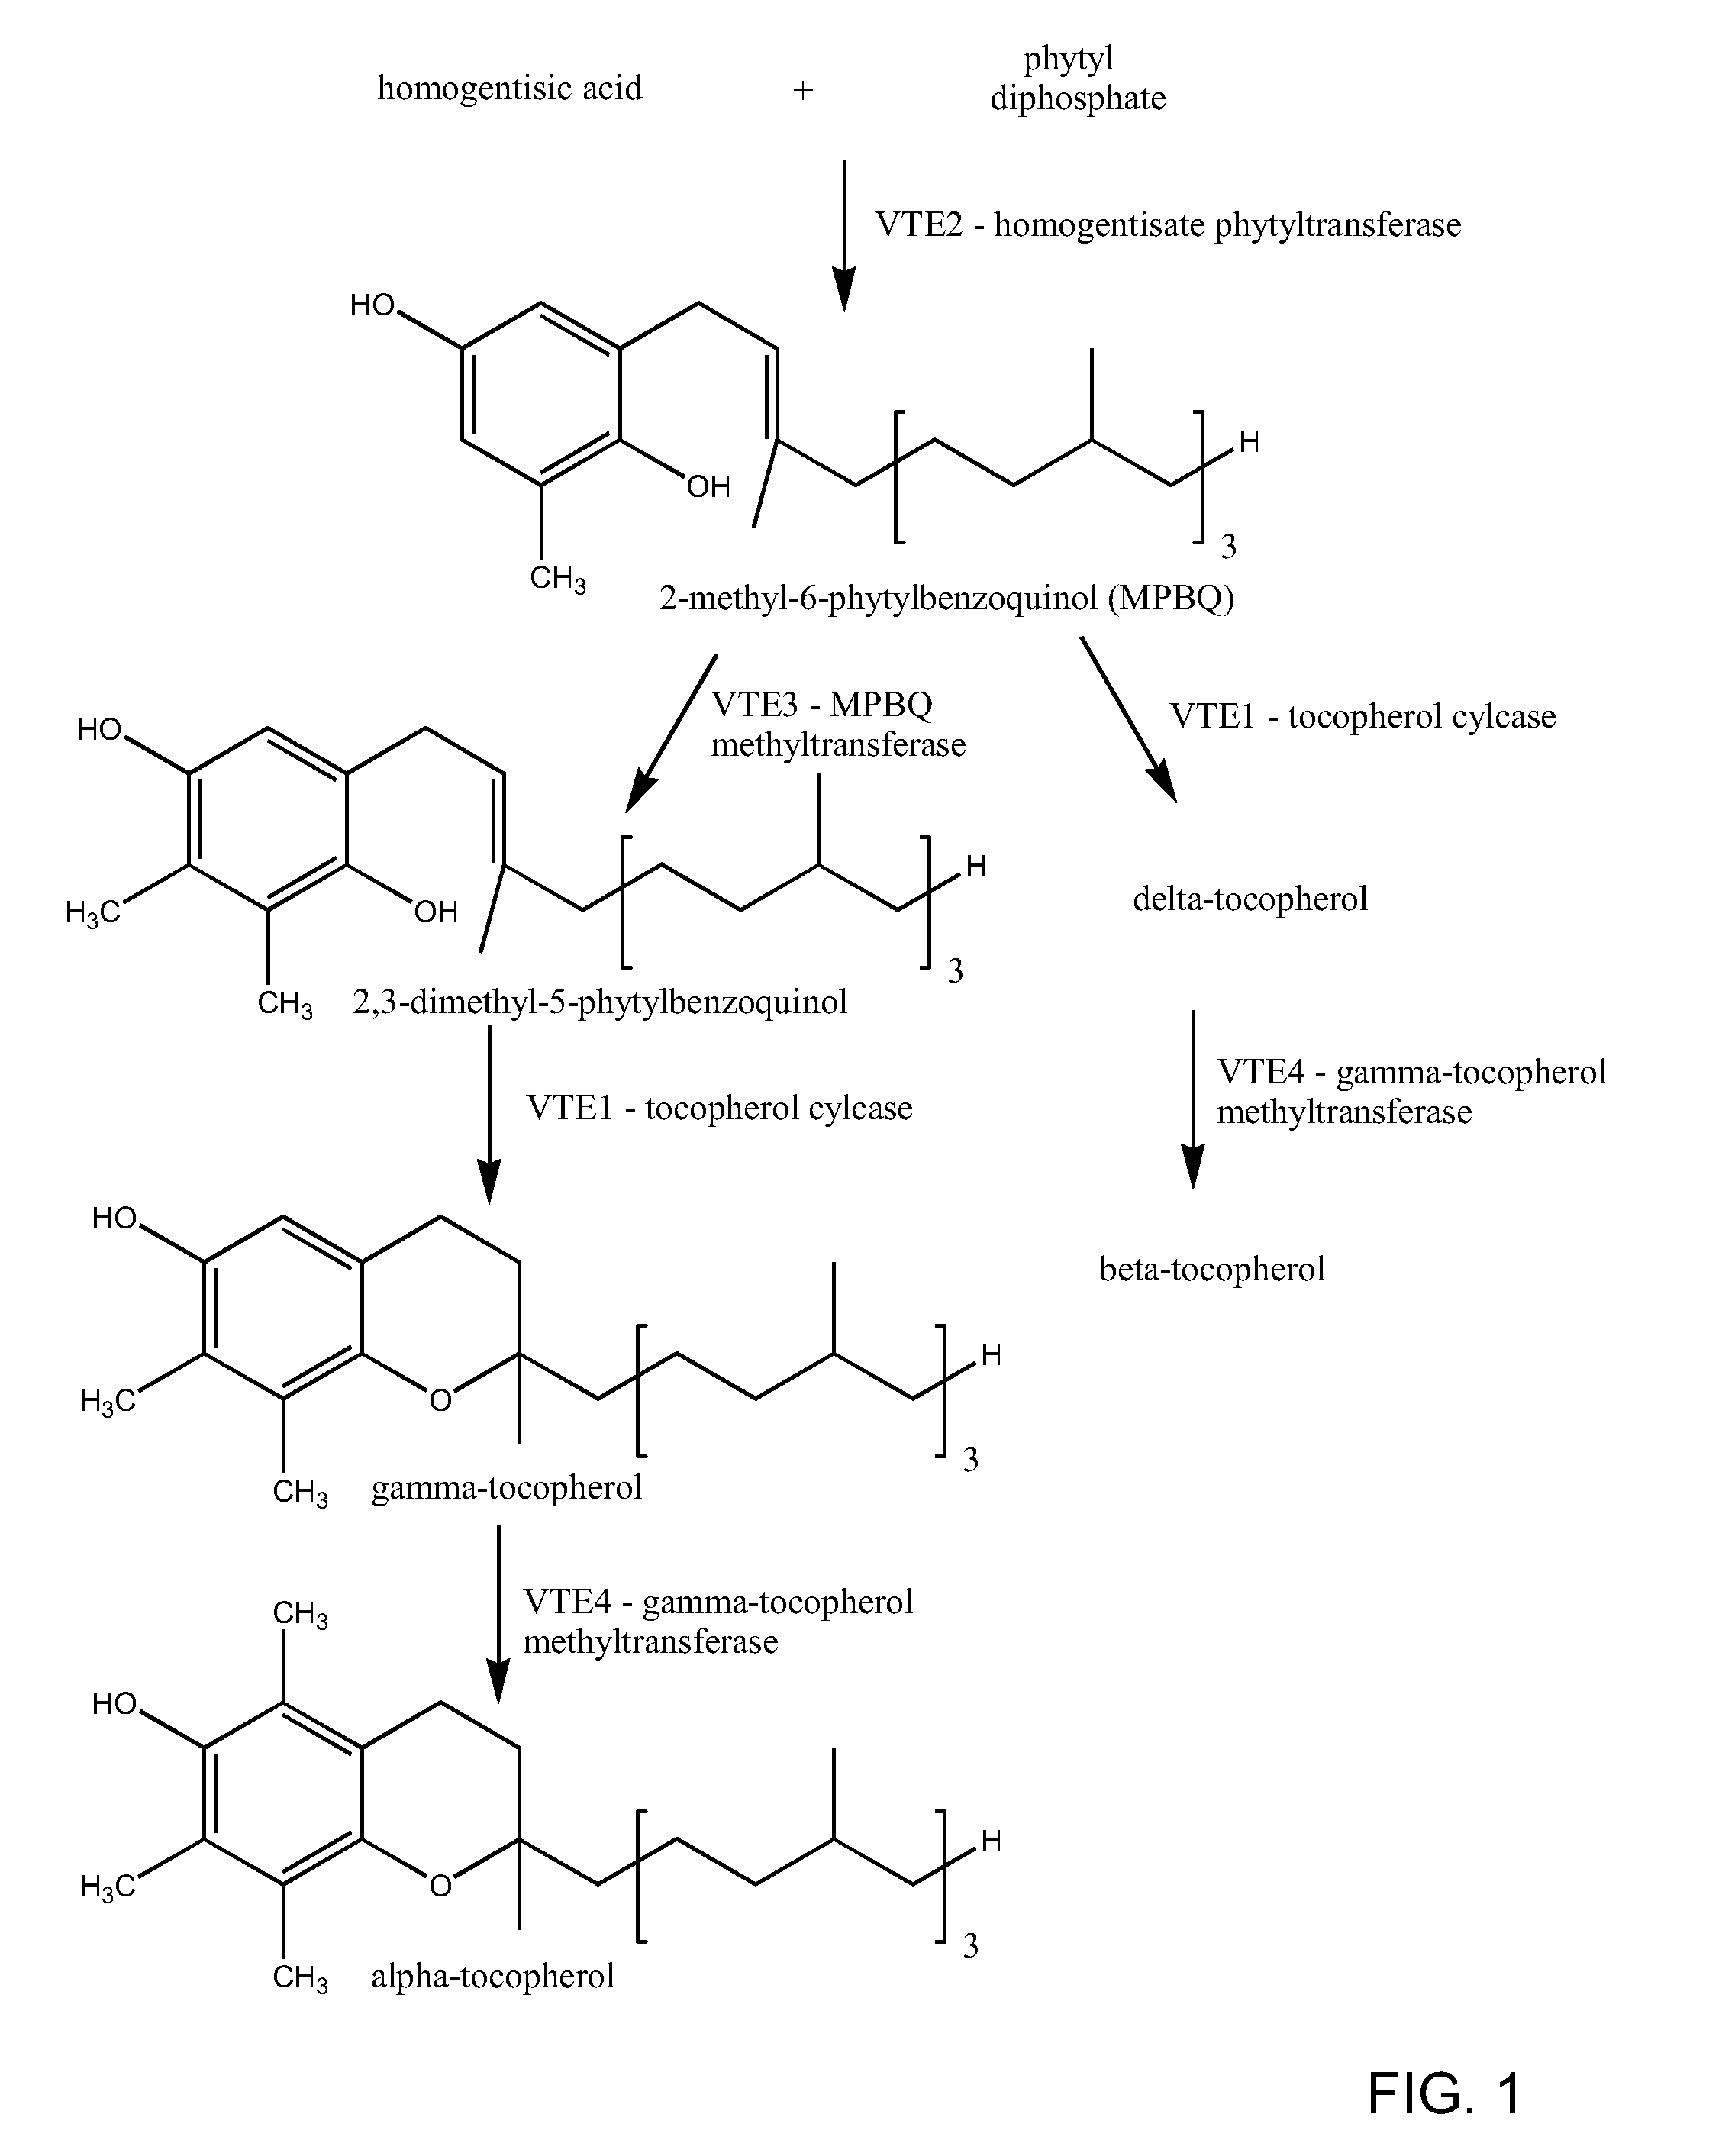 homogentisic acid + phytyl
diphosphate
VTE2 - homogentisate phytyltransferase
HO
OH
CH3
H
3
2-methyl-6-phytylbenzoquinol (MPBQ)
VTE3 - MPBQ
methyltransferase
VTE1 - tocopherol cylcase
HO
H3C
OH
CH3
H
3
2,3-dimethyl-5-phytylbenzoquinol
delta-tocopherol
VTE1 - tocopherol cylcase
VTE4 - gamma-tocopherol
methyltransferase
HO
H3C
O
CH3
H
3
gamma-tocopherol
beta-tocopherol
VTE4 - gamma-tocopherol
methyltransferase
CH3
HO
H3C
O
CH3
H
3
alpha-tocopherol
FIG. 1